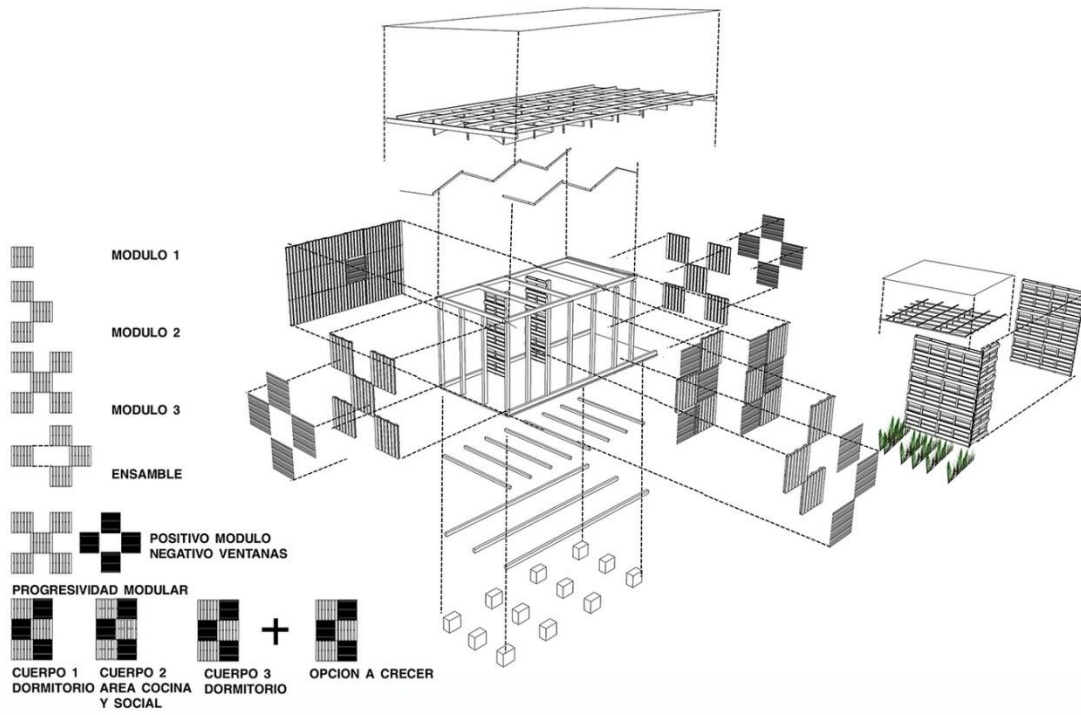 MODULO 1
MODULO 2
MODULO 3
ENSAMBLE
POSITIVO MODULO
NEGATIVO VENTANAS
PROGRESIVIDAD MODULAR
+
CUERPO 1
DORMITORIO
CUERPO 2
AREA COCINA
Y SOCIAL
CUERPO 3
DORMITORIO
OPCION A CRECER